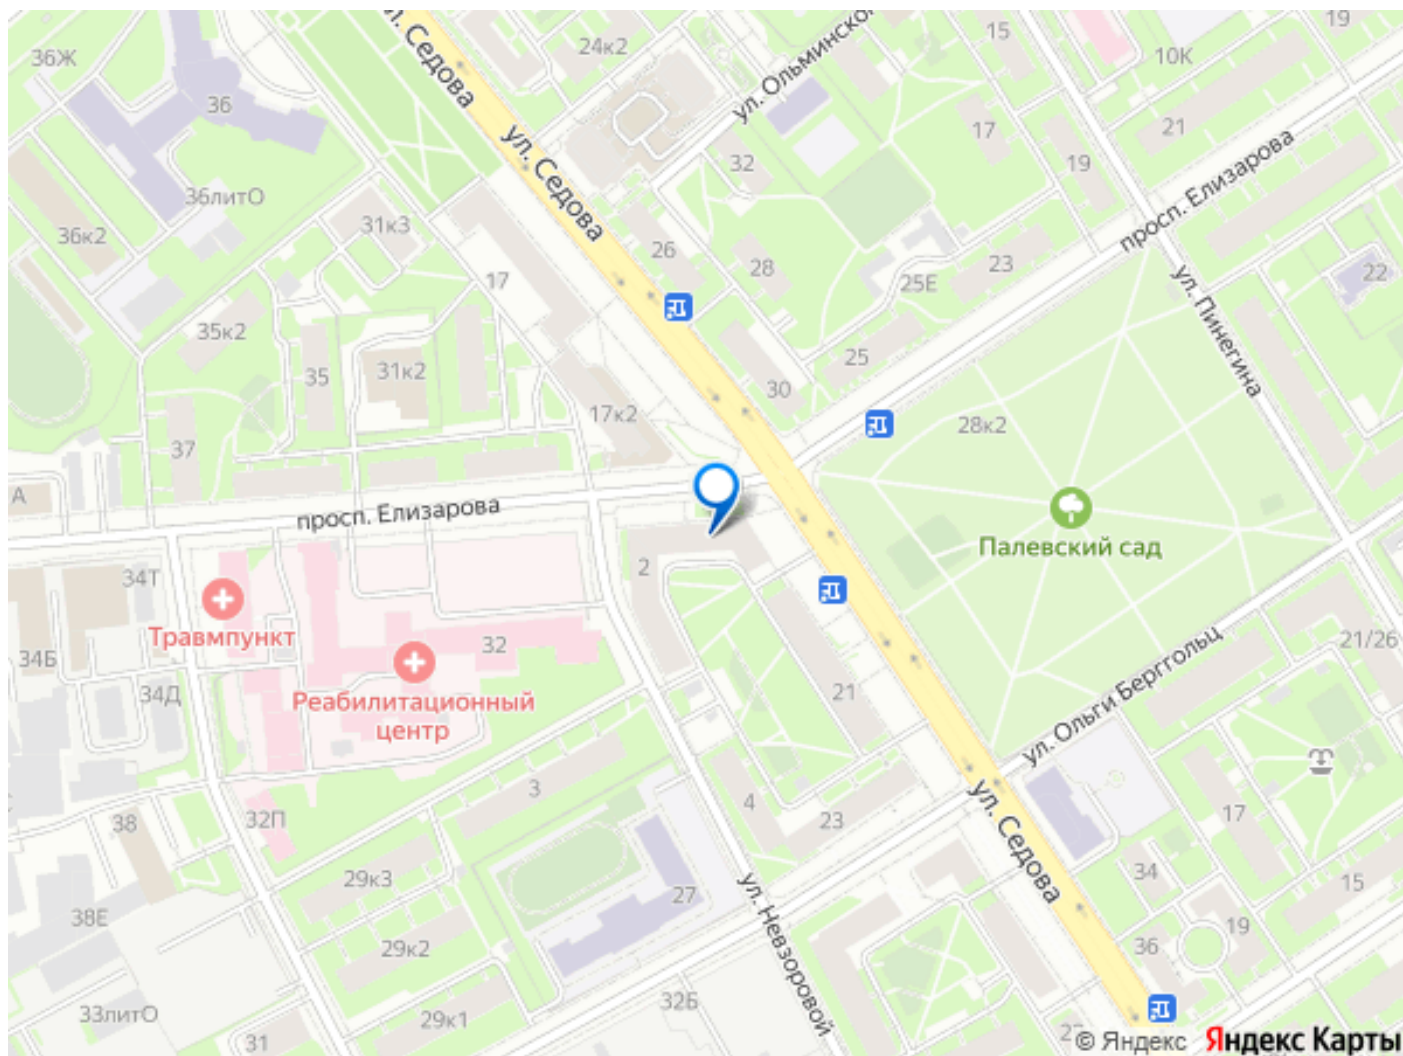 ул. Седова
24к2
ул. Ольминского
15
19
36Ж
10К
36
21
ул. Седова
17
32
19
просп. Елизарова
36литО
31к3
36к2
26
28
23
25Е
22
17
ул. Пинегина
35к2
25
31к2
35
30
17к2
28к2
37
А
просп. Елизарова
Палевский сад
2
34Т
Травмпункт
32
34Б
21/26
34Д
21
ул. Ольги Берггольц
Реабилитационный
центр
3
4
23
ул. Седова
17
32П
38
34
15
29к3
27
ул. Невзоровой
38Е
19
29к2
36
32Б
33литО
29к1
31
© Яндекс Яндекс Карты